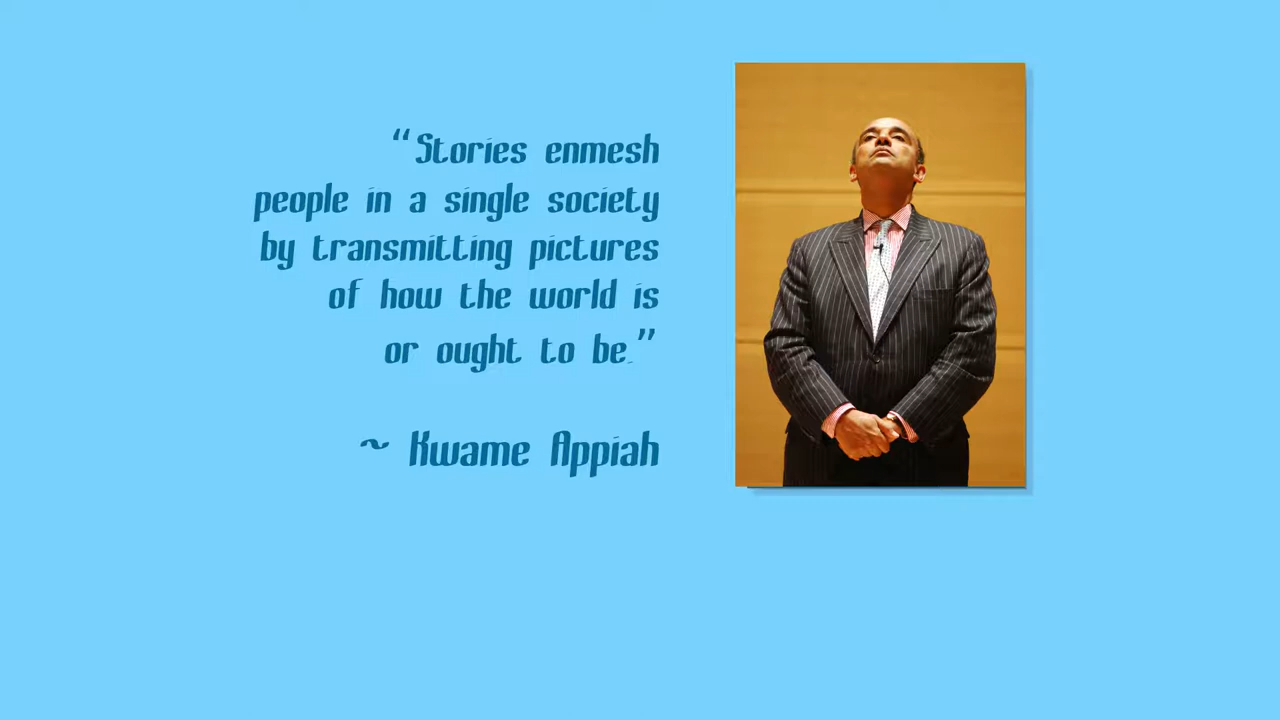 “Stories enmesh
people in a single society
by transmitting pictures
of how the world is
or ought to be.”
~ Kwame Appiah